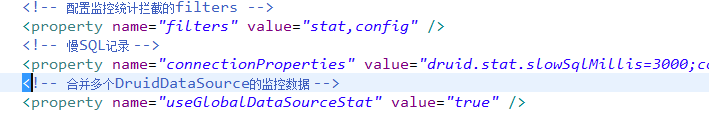 <!-- 配置监控统计拦截的filters -->
<property name="filters" value="stat,config" />
<!-- 慢SQL记录 -->
<property name="connectionProperties" value="druid.stat.slowSqlMillis=3000;co
<!-- 合并多个DruidDataSource的监控数据 -->
<property name="useGlobalDataSourceStat" value="true" />